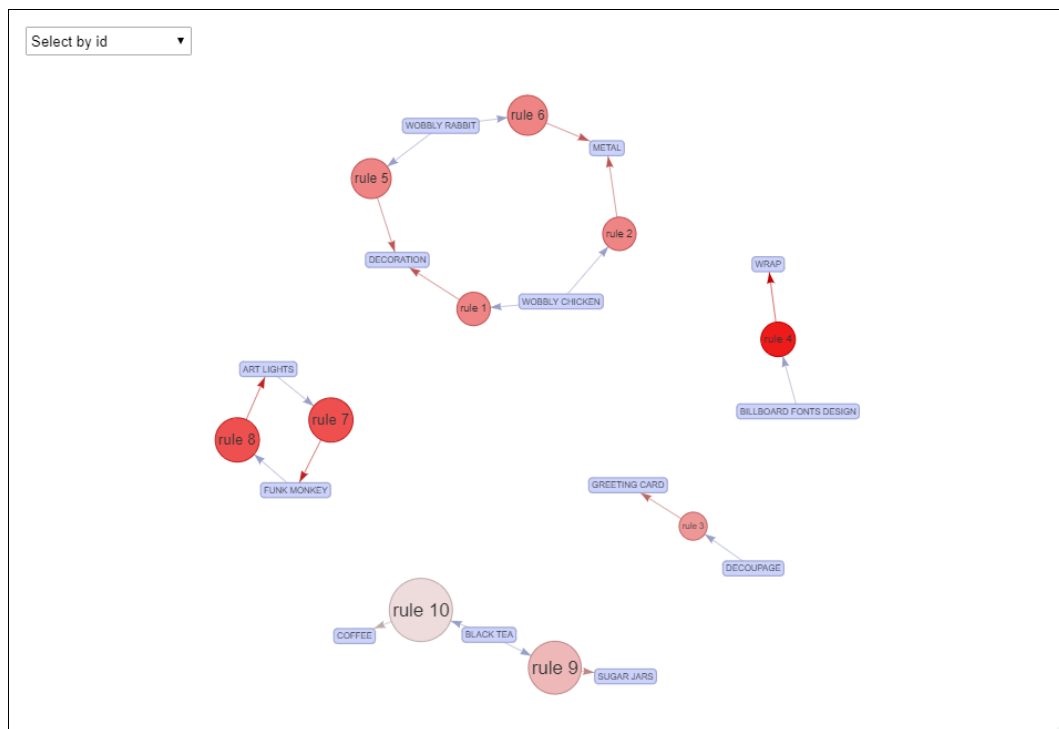 Select by id
rule 6
WOBBLY RABBIT
METAL
rule 5
rule 2
DECORATION
WRAP
WOBBLY CHICKEN
rule 1
rule 4
ART LIGHTS
BILLBOARD FONTS DESIGN
rule 7
rule 8
FUNK MONKEY
GREETING CARD
rule 3
DECOUPAGE
rule 10
COFFEE
BLACK TEA
rule 9
SUGAR JARS